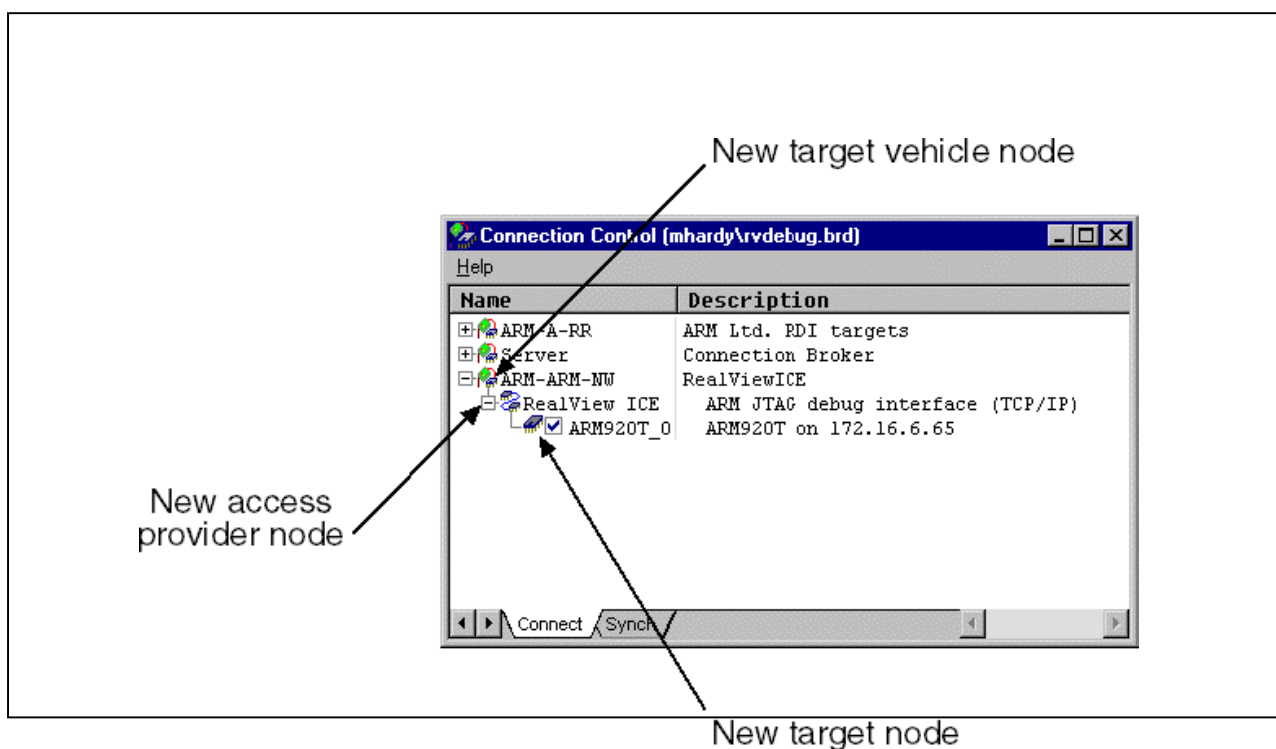 New target vehicle node
Connection Control (mhardy\rvdebug.brd)
Help
Name Description
ARM-A-RR ARM Ltd. RDI targets
Server Connection Broker
ARM-ARM-NW RealViewICE
RealView ICE ARM JTAG debug interface (TCP/IP)
ARM920T_0 ARM920T on 172.16.6.65
New access
provider node
Connect Synch
New target node